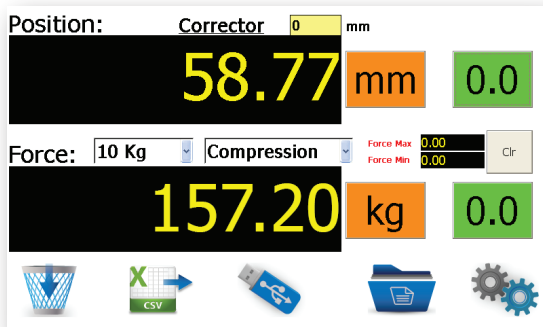 Position: Corrector 0 mm
58.77 mm 0.0
Force: 10 Kg Compression Force Max 0.00 Clr
Force Min 0.00
157.20 kg 0.0
X
CSV